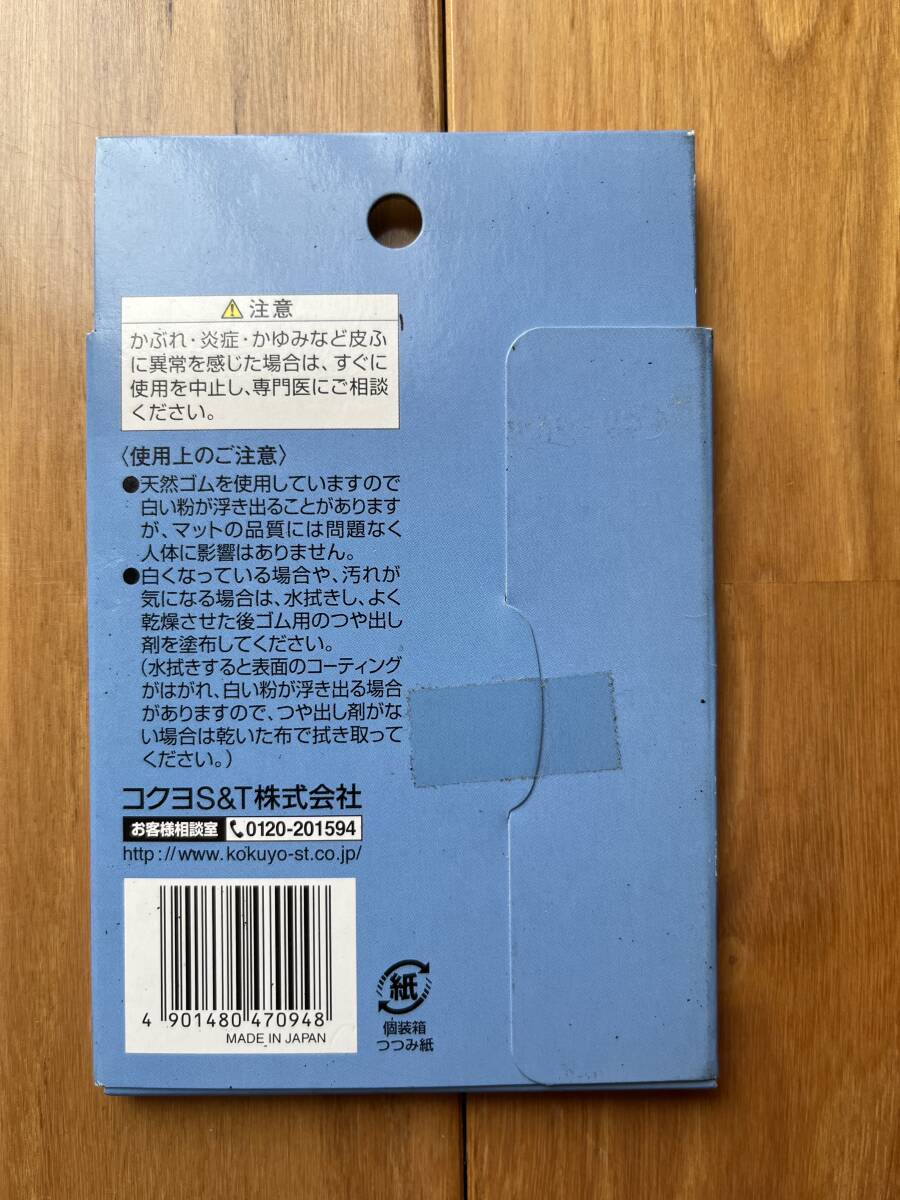 ⚠注意
かぶれ・炎症・かゆみなど皮ふ
に異常を感じた場合は、すぐに
使用を中止し、専門医にご相談
ください。
〈使用上のご注意〉
●天然ゴムを使用していますので
白い粉が浮き出ることがあります
が、マットの品質には問題なく
人体に影響はありません。
●白くなっている場合や、汚れが
気になる場合は、水拭きし、よく
乾燥させた後ゴム用のつや出し
剤を塗布してください。
(水拭きすると表面のコーティング
がはがれ、白い粉が浮き出る場合
がありますので、つや出し剤がな
い場合は乾いた布で拭き取って
ください。)
コクヨS&T株式会社
お客様相談室 0120-201594
http://www.kokuyo-st.co.jp/
4 901480 470948
MADE IN JAPAN
紙
個装箱
つつみ紙